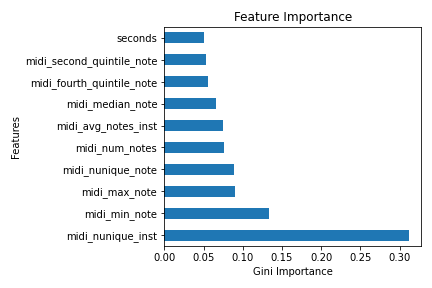 Feature Importance
seconds
midi_second_quintile_note
midi_fourth_quintile_note
midi_median_note
midi_avg_notes_inst
midi_num_notes
midi_nunique_note
midi_max_note
midi_min_note
midi_nunique_inst
Features
0.00 0.05 0.10 0.15 0.20 0.25 0.30
Gini Importance